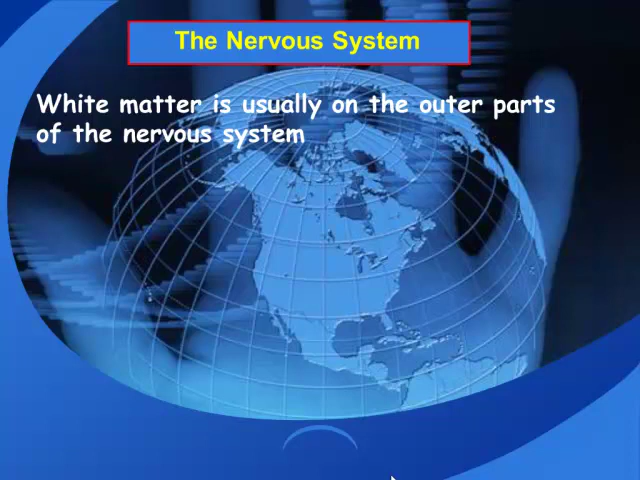 The Nervous System
White matter is usually on the outer parts
of the nervous system